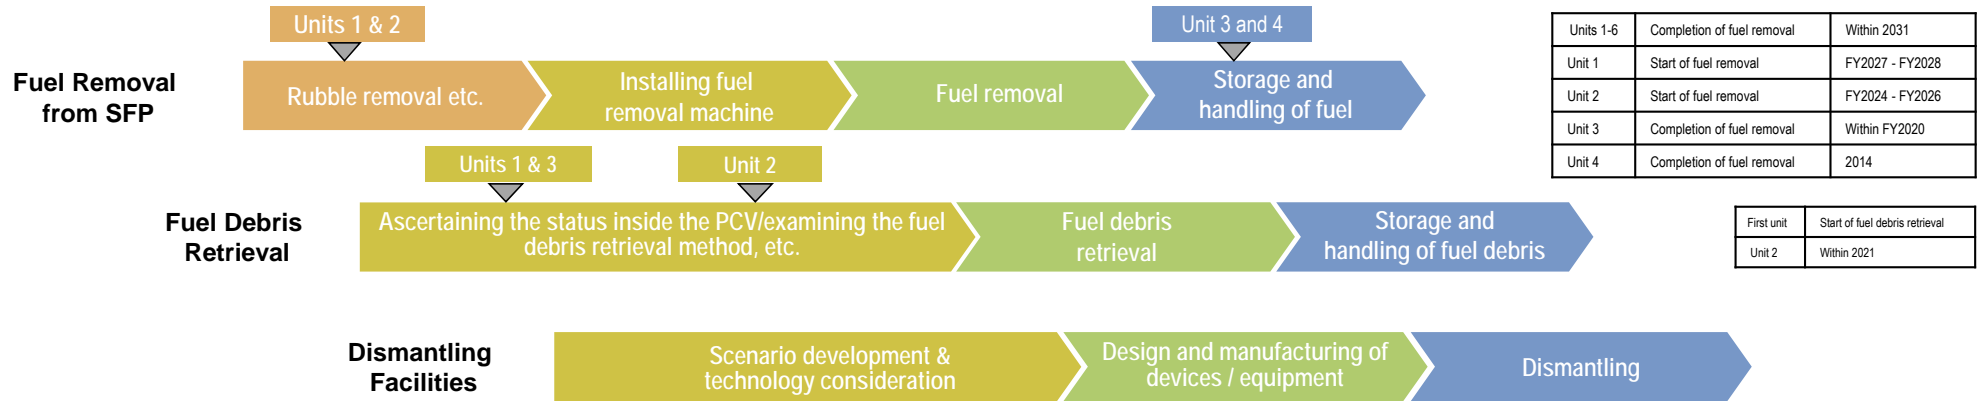 Units 1 & 2
Unit 3 and 4
Fuel Removal
from SFP
Rubble removal etc.
Installing fuel
removal machine
Fuel removal
Storage and
handling of fuel
Units 1-6 Completion of fuel removal Within 2031
Unit 1 Start of fuel removal FY2027 - FY2028
Unit 2 Start of fuel removal FY2024 - FY2026
Unit 3 Completion of fuel removal Within FY2020
Unit 4 Completion of fuel removal 2014
Units 1 & 3
Unit 2
Fuel Debris
Retrieval
Ascertaining the status inside the PCV/examining the fuel
debris retrieval method, etc.
Fuel debris
retrieval
Storage and
handling of fuel debris
First unit Start of fuel debris retrieval
Unit 2 Within 2021
Dismantling
Facilities
Scenario development &
technology consideration
Design and manufacturing of
devices / equipment
Dismantling